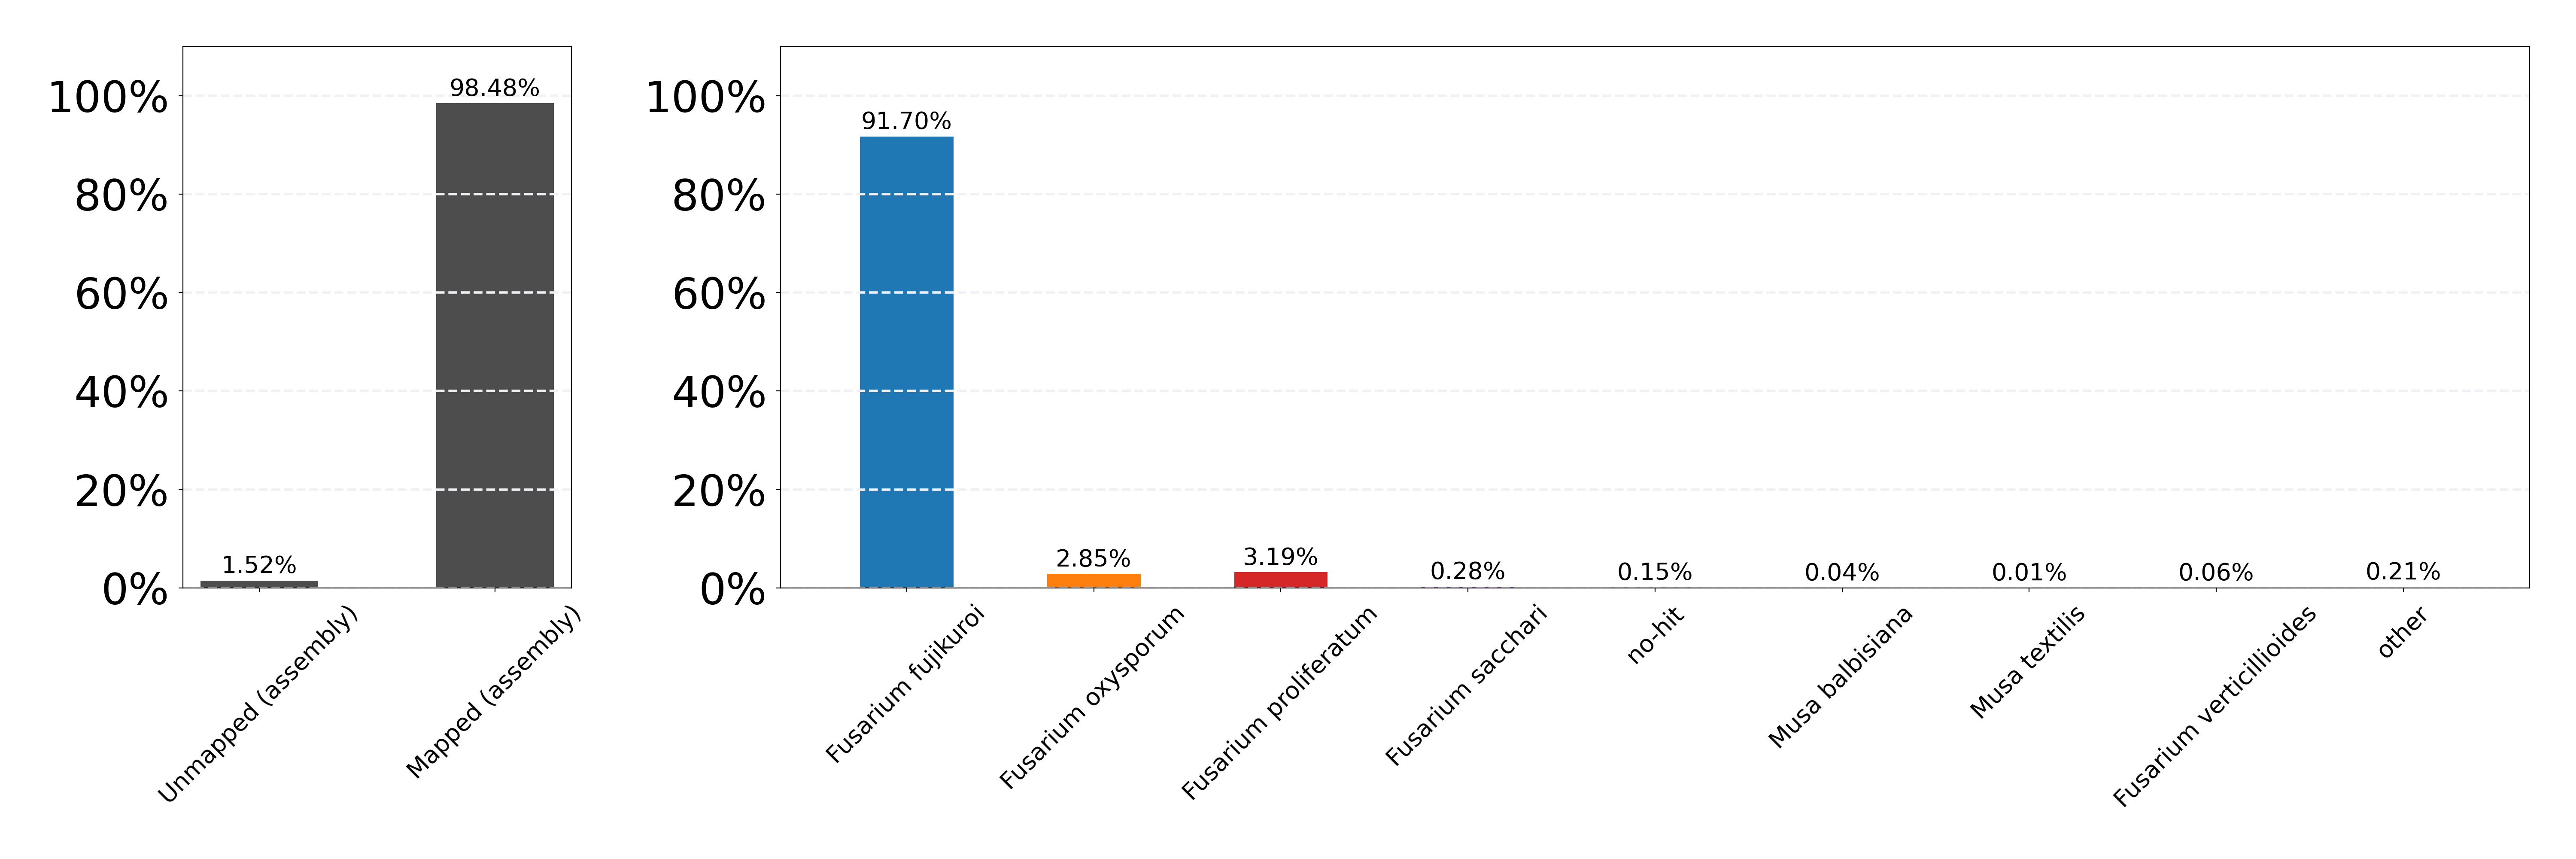 100%
80%
60%
40%
20%
0%
1.52%
98.48%
Unmapped (assembly)
Mapped (assembly)
100%
80%
60%
40%
20%
0%
91.70%
2.85%
3.19%
0.28%
0.15%
0.04%
0.01%
0.06%
0.21%
Fusarium fujikuroi
Fusarium oxysporum
Fusarium proliferatum
Fusarium sacchari
no-hit
Musa balbisiana
Musa textilis
Fusarium verticillioides
other